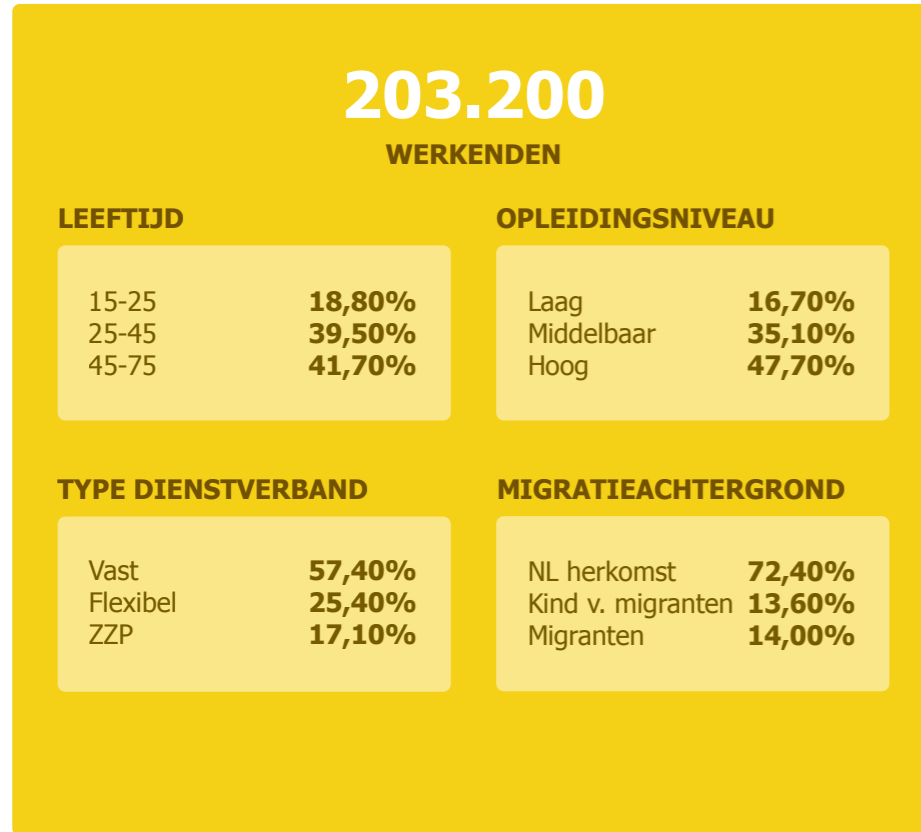 203.200
WERKENDEN
LEEFTIJD
15-25 18,80%
25-45 39,50%
45-75 41,70%
OPLEIDINGSNIVEAU
Laag 16,70%
Middelbaar 35,10%
Hoog 47,70%
TYPE DIENSTVERBAND
Vast 57,40%
Flexibel 25,40%
ZZP 17,10%
MIGRATIEACHTERGROND
NL herkomst 72,40%
Kind v. migranten 13,60%
Migranten 14,00%